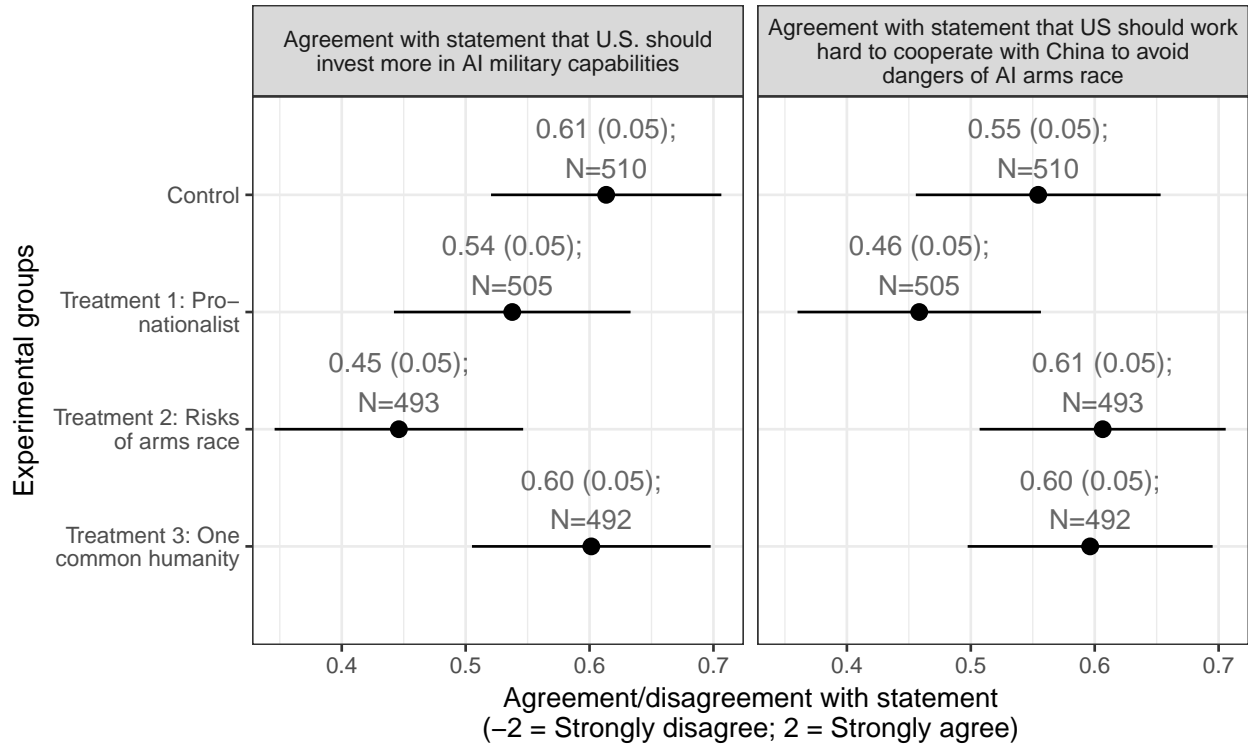 Agreement with statement that U.S. should
invest more in AI military capabilities
Agreement with statement that US should work
hard to cooperate with China to avoid
dangers of AI arms race
Experimental groups
Control
0.61 (0.05);
N=510
0.55 (0.05);
N=510
Treatment 1: Pro−
nationalist
0.54 (0.05);
N=505
0.46 (0.05);
N=505
Treatment 2: Risks
of arms race
0.45 (0.05);
N=493
0.61 (0.05);
N=493
Treatment 3: One
common humanity
0.60 (0.05);
N=492
0.60 (0.05);
N=492
0.4 0.5 0.6 0.7
0.4 0.5 0.6 0.7
Agreement/disagreement with statement
(−2 = Strongly disagree; 2 = Strongly agree)